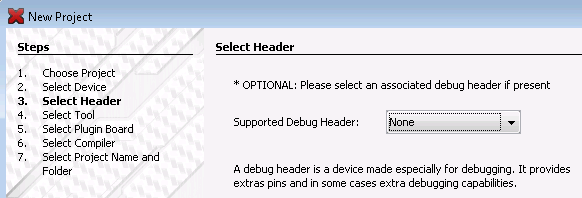 New Project
Steps
1. Choose Project
2. Select Device
3. Select Header
4. Select Tool
5. Select Plugin Board
6. Select Compiler
7. Select Project Name and
Folder
Select Header
* OPTIONAL: Please select an associated debug header if present
Supported Debug Header: None
A debug header is a device made especially for debugging. It provides
extras pins and in some cases extra debugging capabilities.